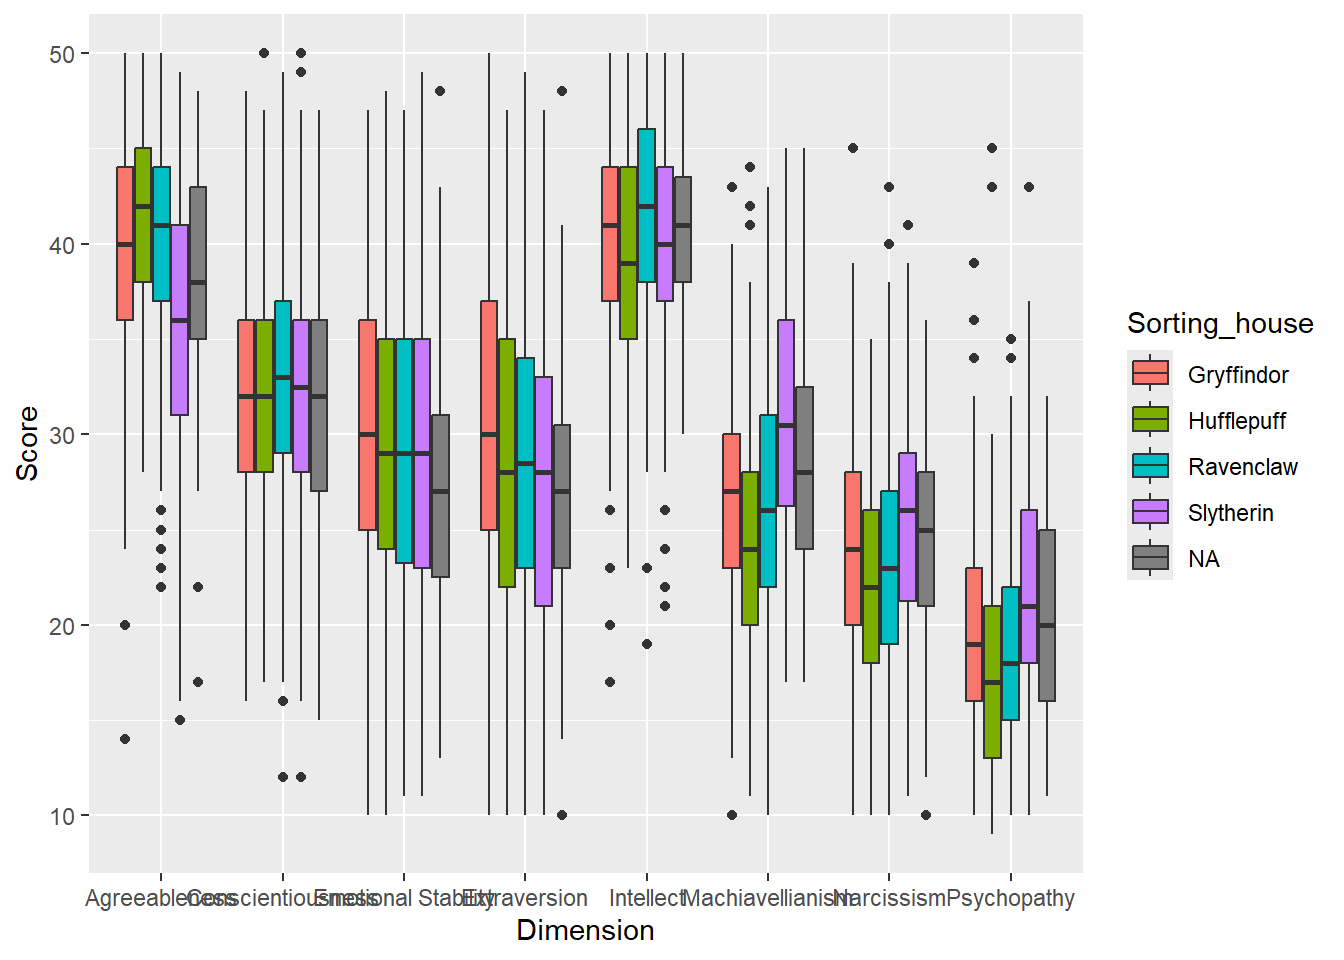 50
40
30
20
10
Score
Agreeableness Conscientiousness Emotional Stability Extraversion Intellect Machiavellianism Narcissism Psychopathy
Dimension
Sorting_house
Gryffindor
Hufflepuff
Ravenclaw
Slytherin
NA